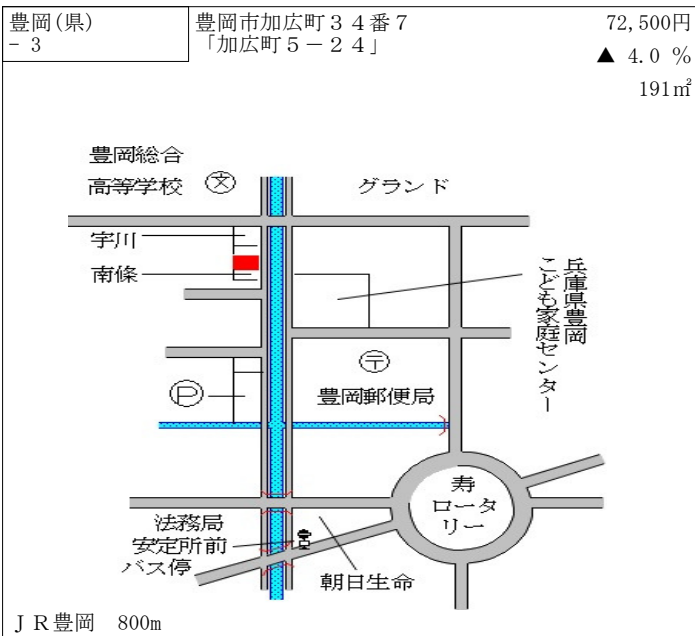 豊岡(県)
－3
豊岡市加広町３４番７
「加広町５－２４」
72,500円
▲ 4.0 %
191㎡
豊岡総合
高等学校
文
グランド
宇川
南條
兵庫県豊岡
こども家庭センター
〒
豊岡郵便局
P
寿
ロータ
リー
法務局
安定所前
バス停
朝日生命
ＪＲ豊岡　800m